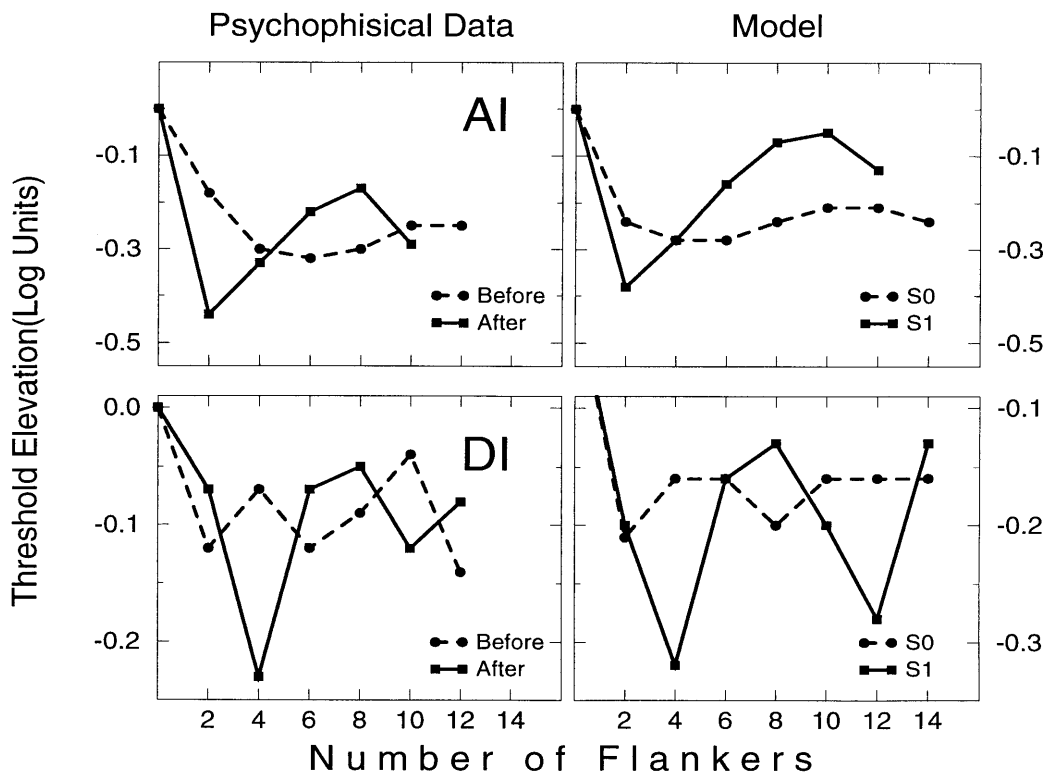 Psychophisical Data
Model
Threshold Elevation(Log Units)
AI
-0.1
-0.3
-0.5
Before
After
-0.1
-0.3
-0.5
S0
S1
DI
0.0
-0.1
-0.2
Before
After
2 4 6 8 10 12 14
-0.1
-0.2
-0.3
S0
S1
2 4 6 8 10 12 14
Number of Flankers